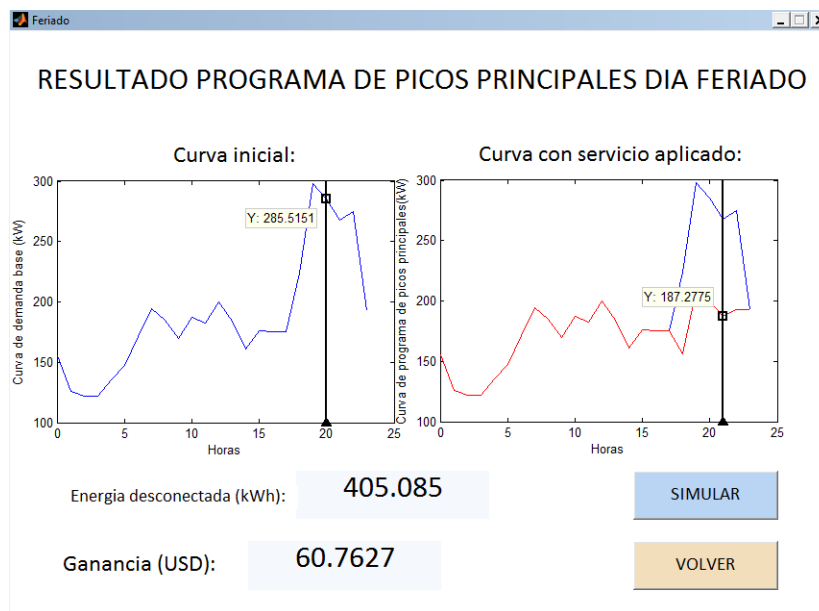 Feriado
RESULTADO PROGRAMA DE PICOS PRINCIPALES DIA FERIADO
Curva inicial:
Curva de demanda base (kW)
300
250
200
150
100
0 5 10 15 20 25
Horas
Y: 285.5151
Curva con servicio aplicado:
Curva de programa de picos principales(kW)
300
250
200
150
100
0 5 10 15 20 25
Horas
Y: 187.2775
Energia desconectada (kWh): 405.085
SIMULAR
Ganancia (USD): 60.7627
VOLVER